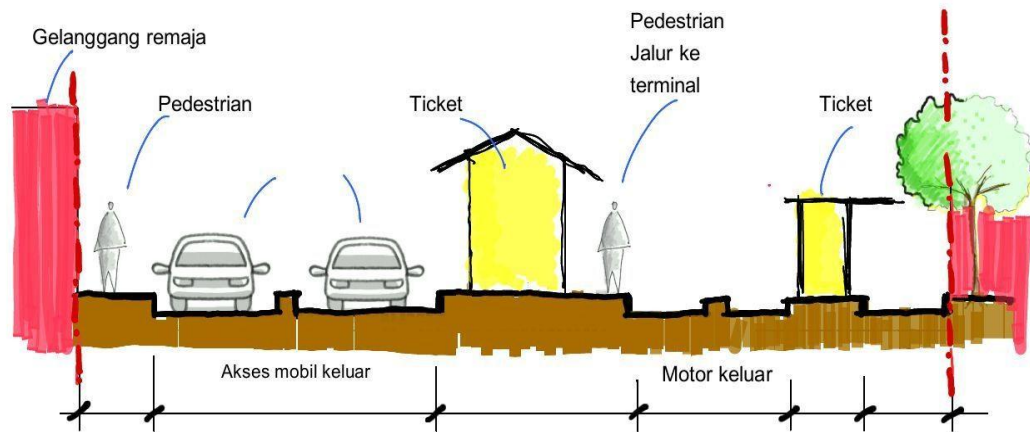 Gelanggang remaja
Pedestrian
Ticket
Pedestrian
Jalur ke
terminal
Ticket
Akses mobil keluar
Motor keluar